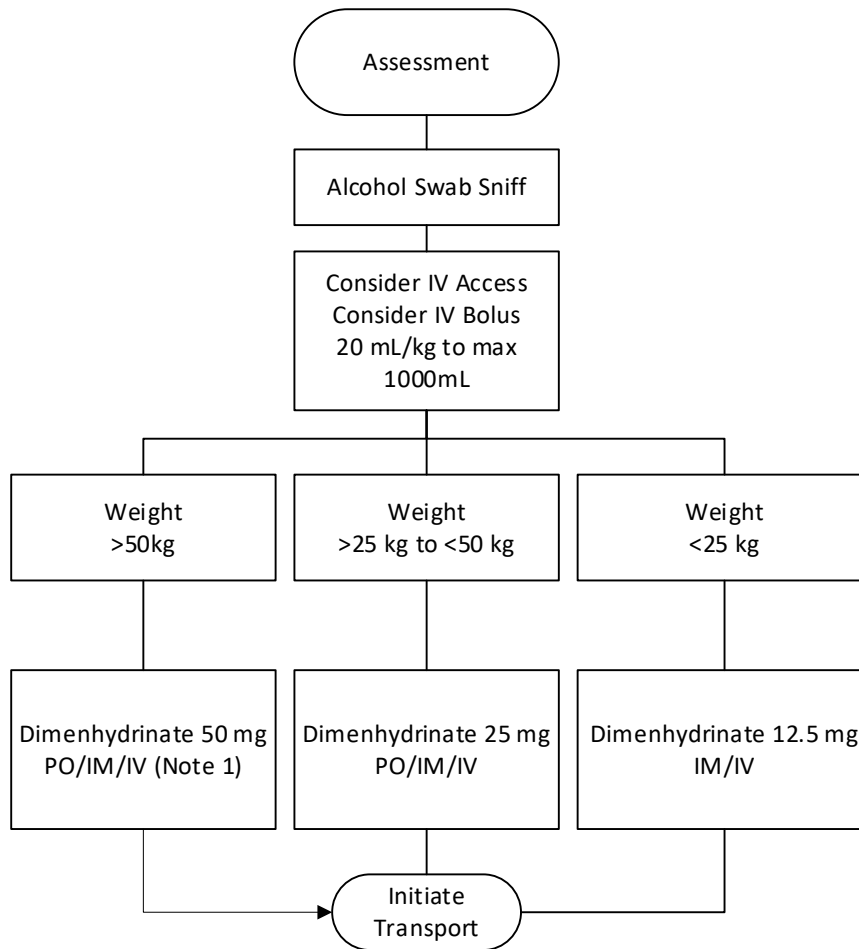 Assessment
Alcohol Swab Sniff
Consider IV Access
Consider IV Bolus
20 mL/kg to max
1000mL
Weight
>50kg
Weight
>25 kg to <50 kg
Weight
<25 kg
Dimenhydrinate 50 mg
PO/IM/IV (Note 1)
Dimenhydrinate 25 mg
PO/IM/IV
Dimenhydrinate 12.5 mg
IM/IV
Initiate
Transport